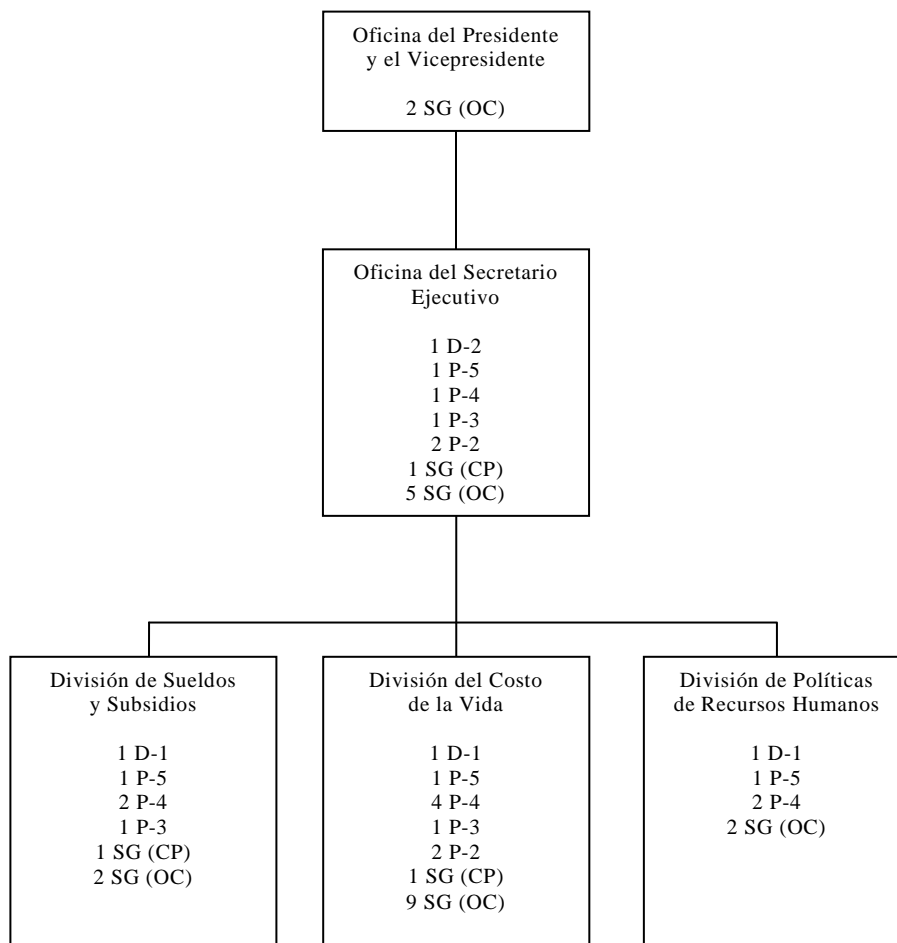 Oficina del Presidente
y el Vicepresidente
2 SG (OC)
Oficina del Secretario
Ejecutivo
1 D-2
1 P-5
1 P-4
1 P-3
2 P-2
1 SG (CP)
5 SG (OC)
División de Sueldos
y Subsidios
1 D-1
1 P-5
2 P-4
1 P-3
1 SG (CP)
2 SG (OC)
División del Costo
de la Vida
1 D-1
1 P-5
4 P-4
1 P-3
2 P-2
1 SG (CP)
9 SG (OC)
División de Políticas
de Recursos Humanos
1 D-1
1 P-5
2 P-4
2 SG (OC)